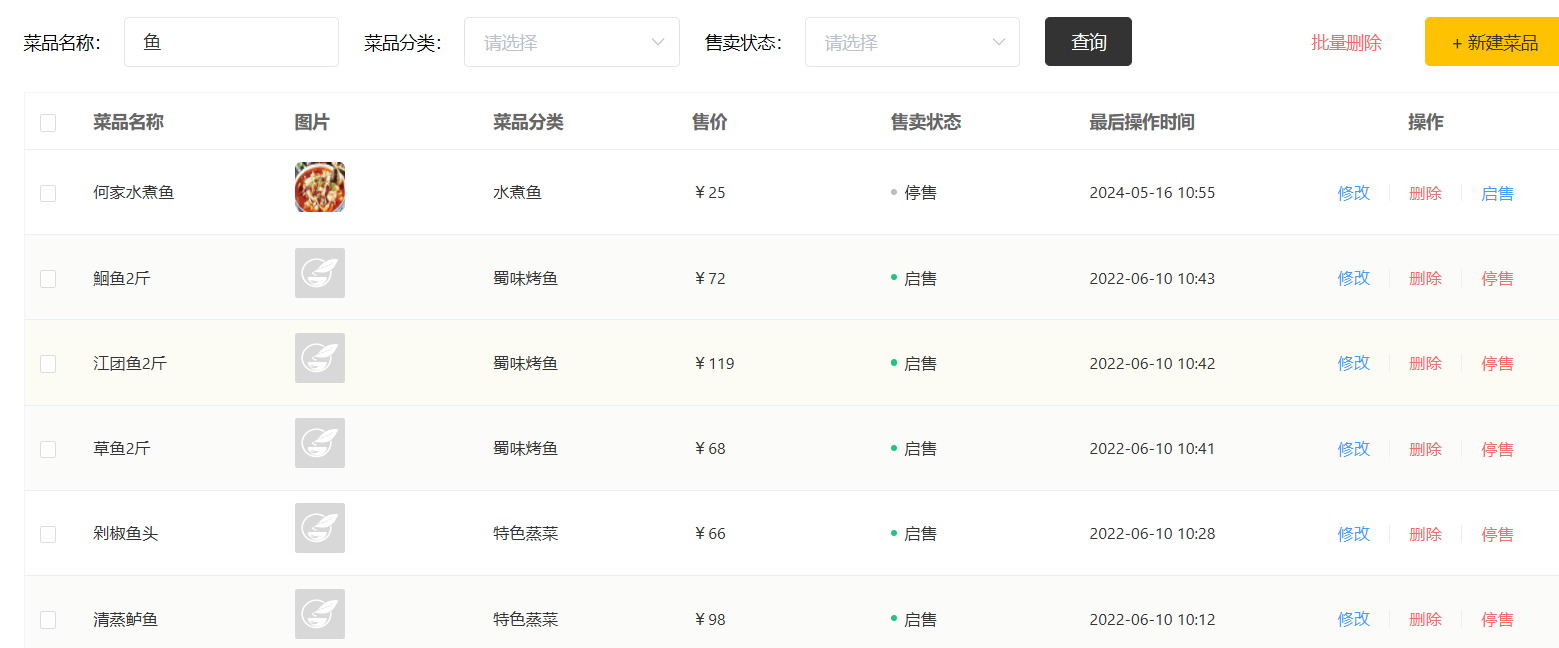 菜品名称： 鱼 菜品分类： 请选择 售卖状态： 请选择 查询 批量删除 + 新建菜品
菜品名称 图片 菜品分类 售价 售卖状态 最后操作时间 操作
何家水煮鱼 水煮鱼 ￥25 停售 2024-05-16 10:55 修改 删除 启售
鮰鱼2斤 蜀味烤鱼 ￥72 启售 2022-06-10 10:43 修改 删除 停售
江团鱼2斤 蜀味烤鱼 ￥119 启售 2022-06-10 10:42 修改 删除 停售
草鱼2斤 蜀味烤鱼 ￥68 启售 2022-06-10 10:41 修改 删除 停售
剁椒鱼头 特色蒸菜 ￥66 启售 2022-06-10 10:28 修改 删除 停售
清蒸鲈鱼 特色蒸菜 ￥98 启售 2022-06-10 10:12 修改 删除 停售